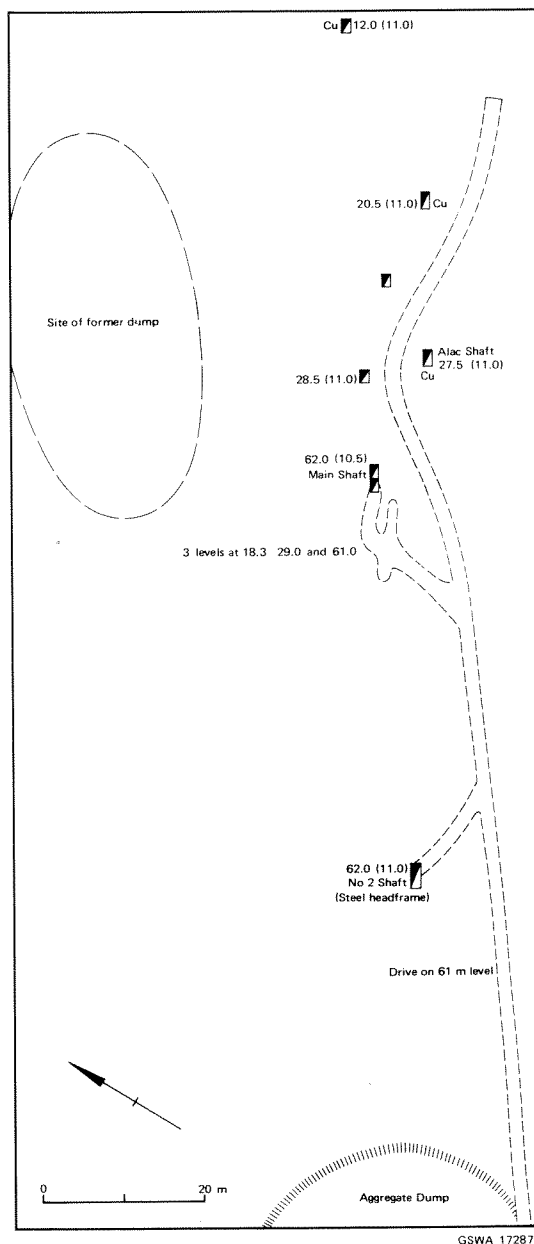 Cu 12.0 (11.0)
20.5 (11.0) Cu
Site of former dump
Alac Shaft
27.5 (11.0)
Cu
28.5 (11.0)
62.0 (10.5)
Main Shaft
3 levels at 18.3 29.0 and 61.0
62.0 (11.0)
No 2 Shaft
(Steel headframe)
Drive on 61 m level
0 20 m
Aggregate Dump
GSWA 17287